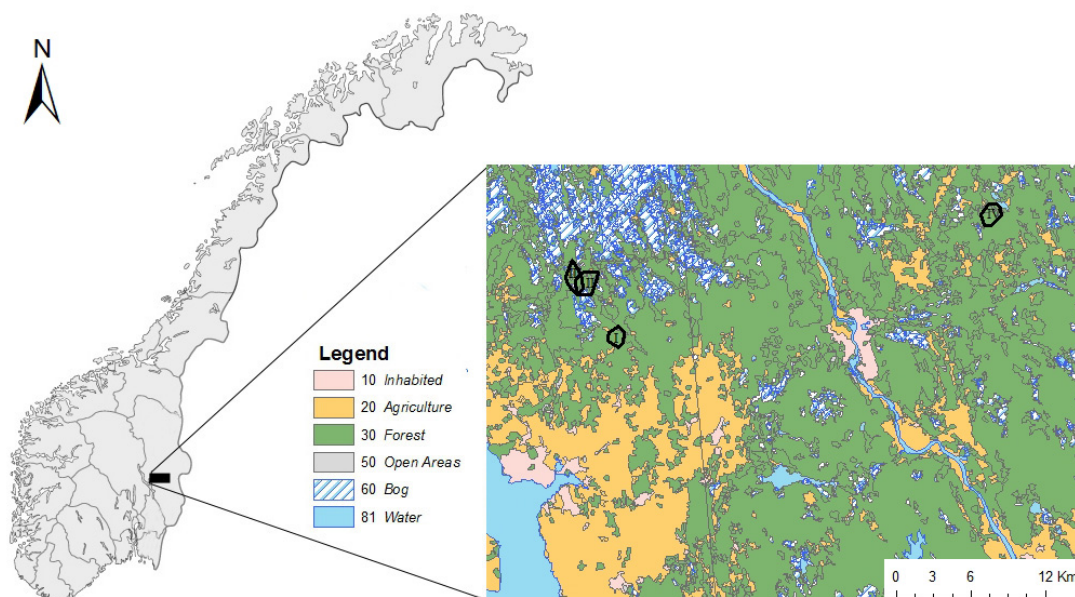 N
IV
I
Legend
10 Inhabited
20 Agriculture
30 Forest
50 Open Areas
60 Bog
81 Water
0 3 6 12 Km